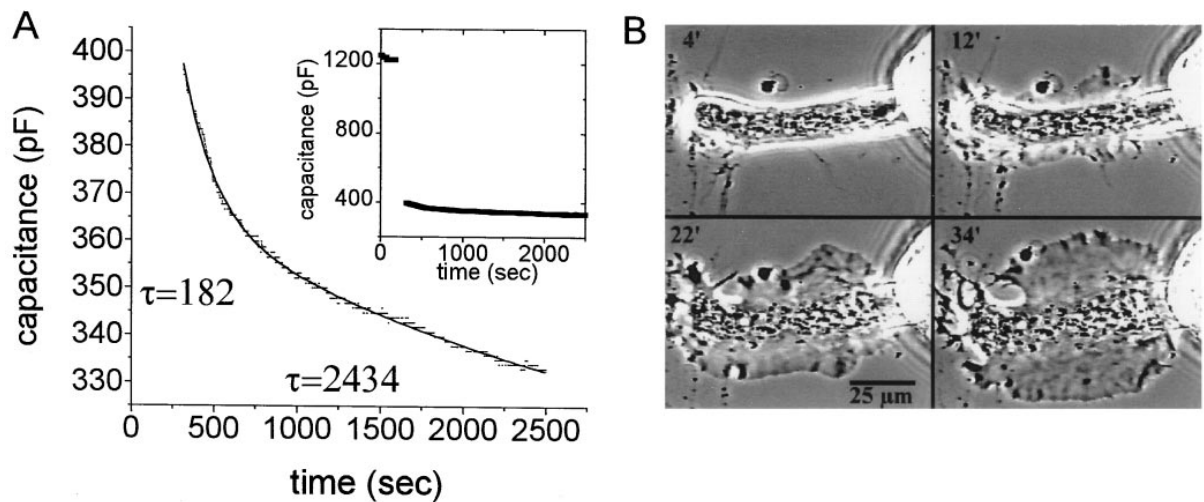 A
capacitance (pF)
400
390
380
370
360
350
340
330
τ=182
τ=2434
0
500
1000
1500
2000
2500
time (sec)
capacitance (pF)
1200
800
400
0
1000
2000
time (sec)
B
4'
12'
22'
34'
25 μm